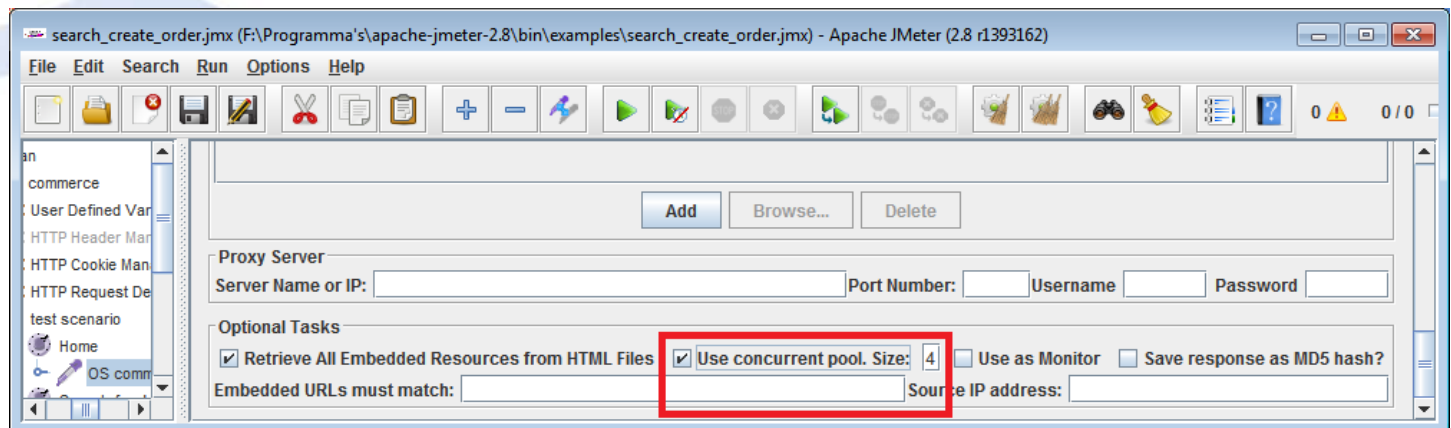 search_create_order.jmx (F:\Programma's\apache-jmeter-2.8\bin\examples\search_create_order.jmx) - Apache JMeter (2.8 r1393162)
File Edit Search Run Options Help
STOP
? 0 0 / 0
an
commerce
User Defined Var
HTTP Header Mar
HTTP Cookie Man
HTTP Request De
test scenario
Home
OS comm
Add Browse... Delete
Proxy Server
Server Name or IP: Port Number: Username Password
Optional Tasks
Retrieve All Embedded Resources from HTML Files Use concurrent pool. Size: 4 Use as Monitor Save response as MD5 hash?
Embedded URLs must match: Source IP address: